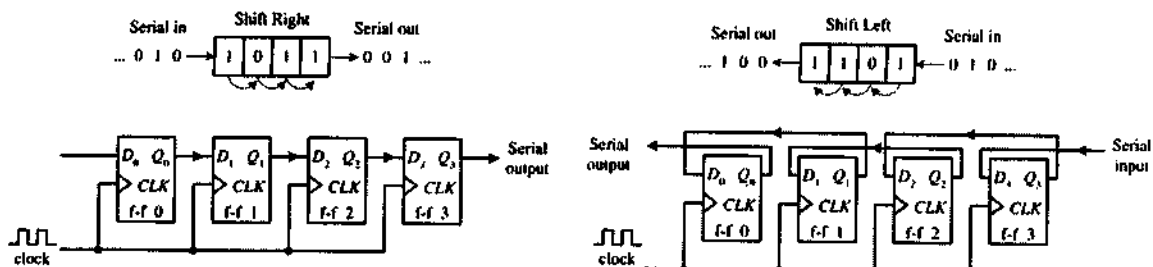 Shift Right
Serial in
Serial out
... 0 1 0
1 0 1 1
0 0 1 ...
D₀ Q₀
CLK
f-f 0
D₁ Q₁
CLK
f-f 1
D₂ Q₂
CLK
f-f 2
D₃ Q₃
CLK
f-f 3
Serial
output
clock
Shift Left
Serial out
Serial in
... 1 0 0
1 1 0 1
0 1 0 ...
Serial
output
D₀ Q₀
CLK
f-f 0
D₁ Q₁
CLK
f-f 1
D₂ Q₂
CLK
f-f 2
Q₃
CLK
f-f 3
Serial
input
clock